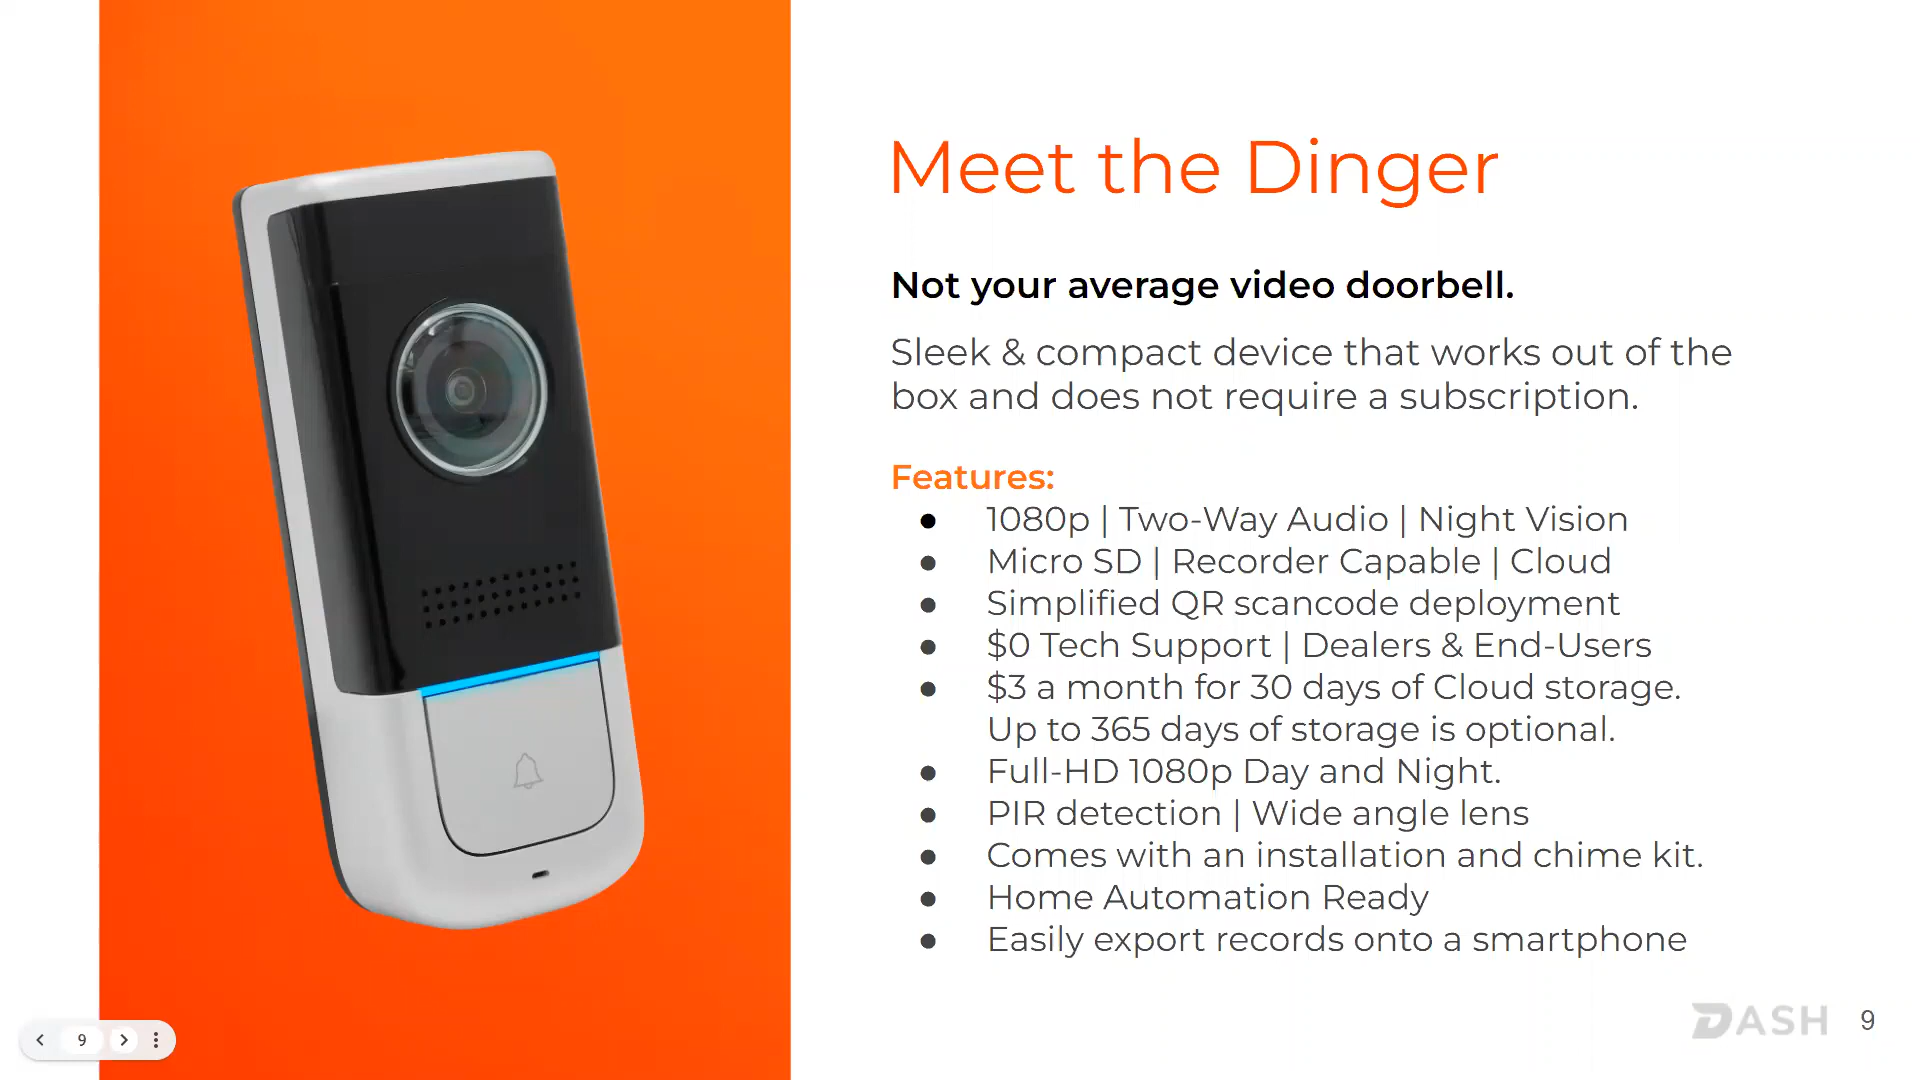 Meet the Dinger
Not your average video doorbell.
Sleek & compact device that works out of the
box and does not require a subscription.
Features:
● 1080p | Two-Way Audio | Night Vision
● Micro SD | Recorder Capable | Cloud
● Simplified QR scancode deployment
● $0 Tech Support | Dealers & End-Users
● $3 a month for 30 days of Cloud storage.
Up to 365 days of storage is optional.
● Full-HD 1080p Day and Night.
● PIR detection | Wide angle lens
● Comes with an installation and chime kit.
● Home Automation Ready
● Easily export records onto a smartphone
DASH 9
9